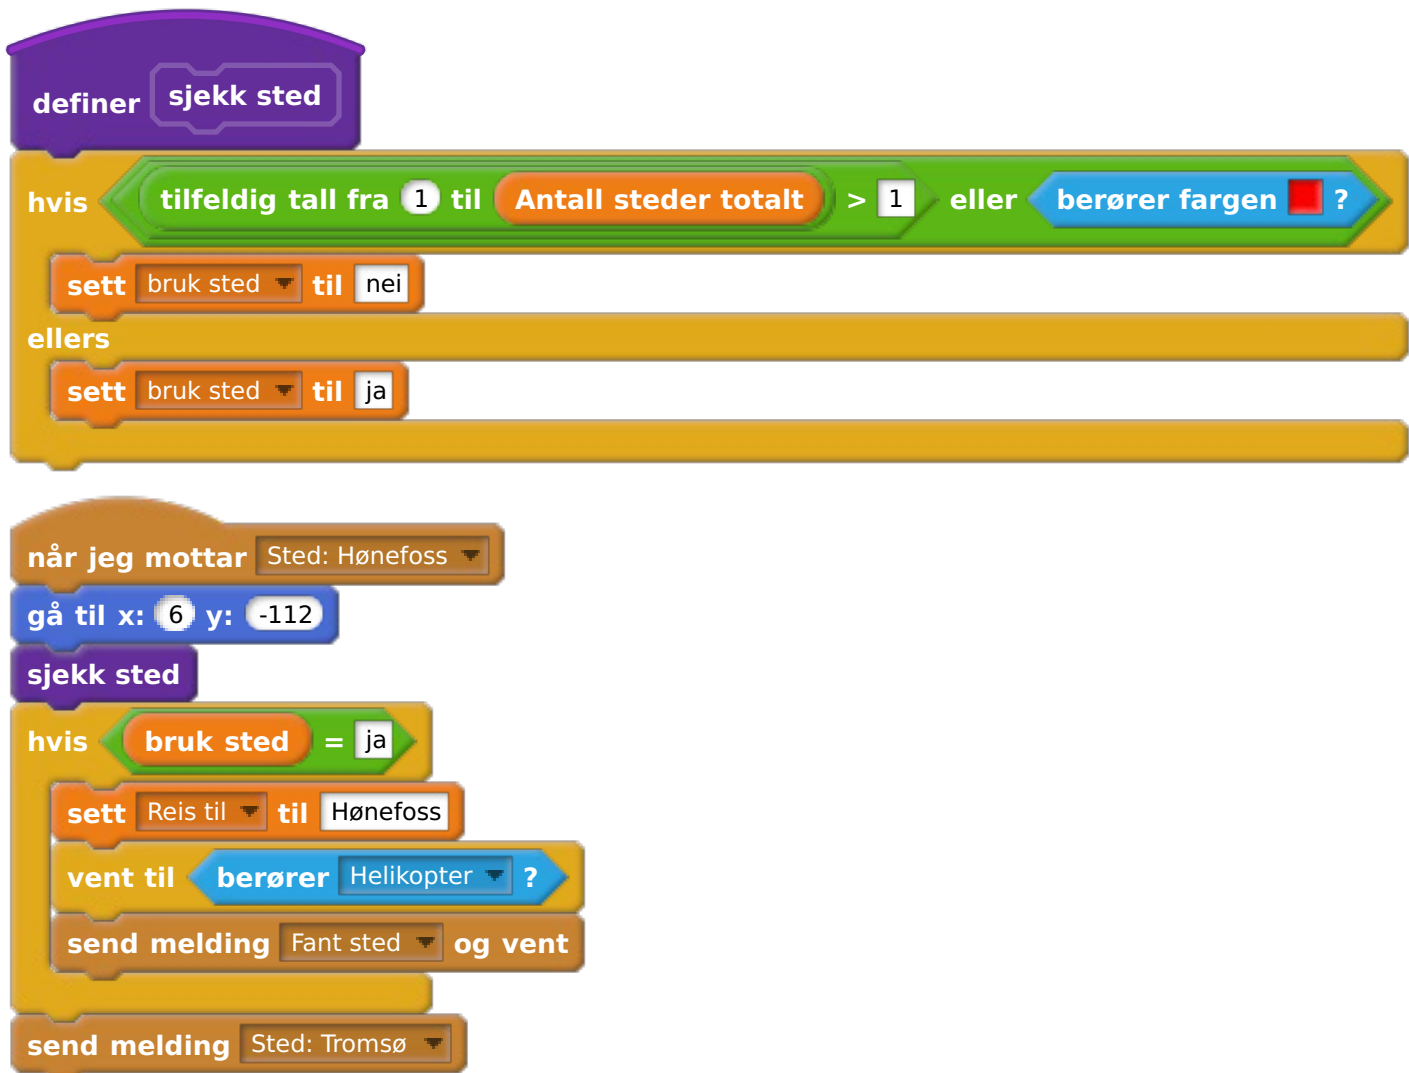 definer sjekk sted
hvis tilfeldig tall fra 1 til Antall steder totalt > 1 eller berører fargen ?
sett bruk sted til nei
ellers
sett bruk sted til ja
når jeg mottar Sted: Hønefoss
gå til x: 6 y: -112
sjekk sted
hvis bruk sted = ja
sett Reis til til Hønefoss
vent til berører Helikopter ?
send melding Fant sted og vent
send melding Sted: Tromsø